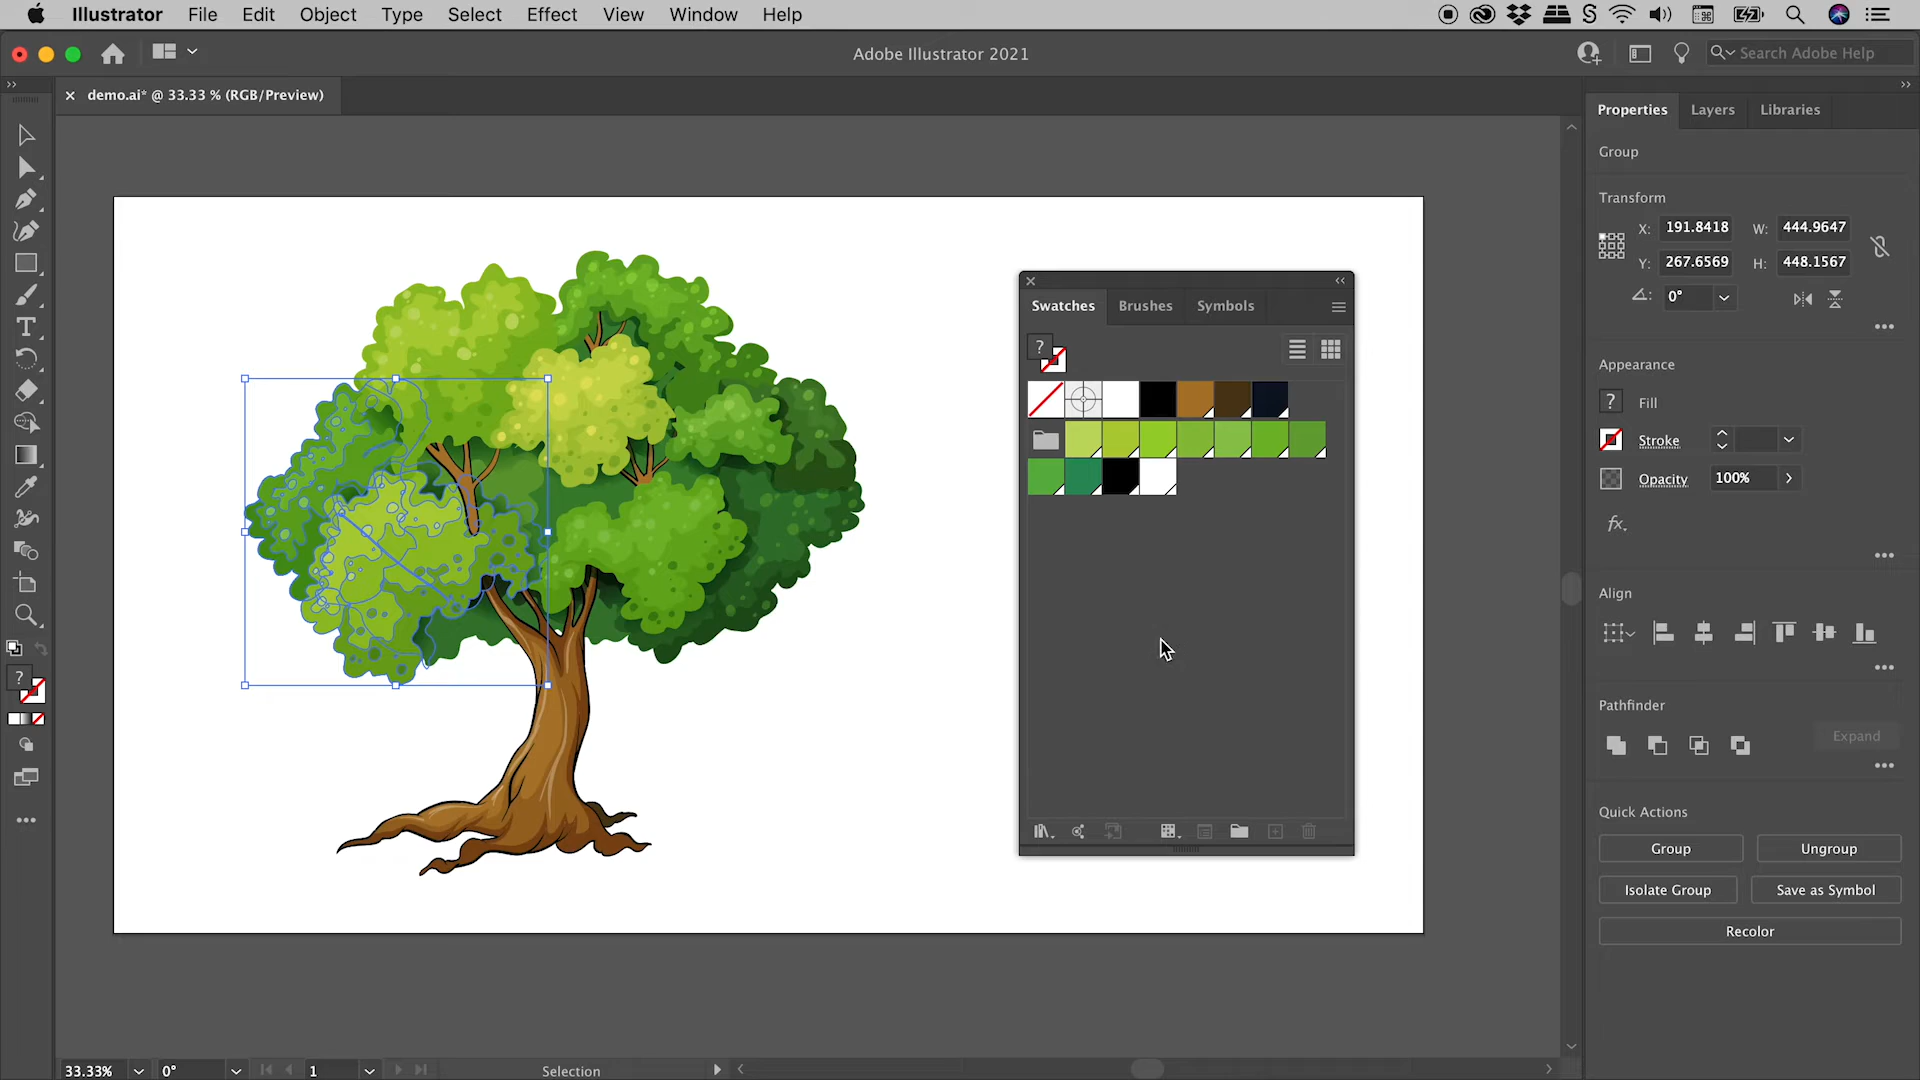 Illustrator File Edit Object Type Select Effect View Window Help
Adobe Illustrator 2021
Search Adobe Help
demo.ai* @ 33.33 % (RGB/Preview)
Properties Layers Libraries
Group
Transform
X: 191.8418 W: 444.9647
Y: 267.6569 H: 448.1567
0°
Swatches Brushes Symbols
?
Appearance
? Fill
Stroke
Opacity 100%
fx.
Align
T
?
Pathfinder
Expand
Quick Actions
Group Ungroup
Isolate Group Save as Symbol
Recolor
33.33% 0° 1 Selection